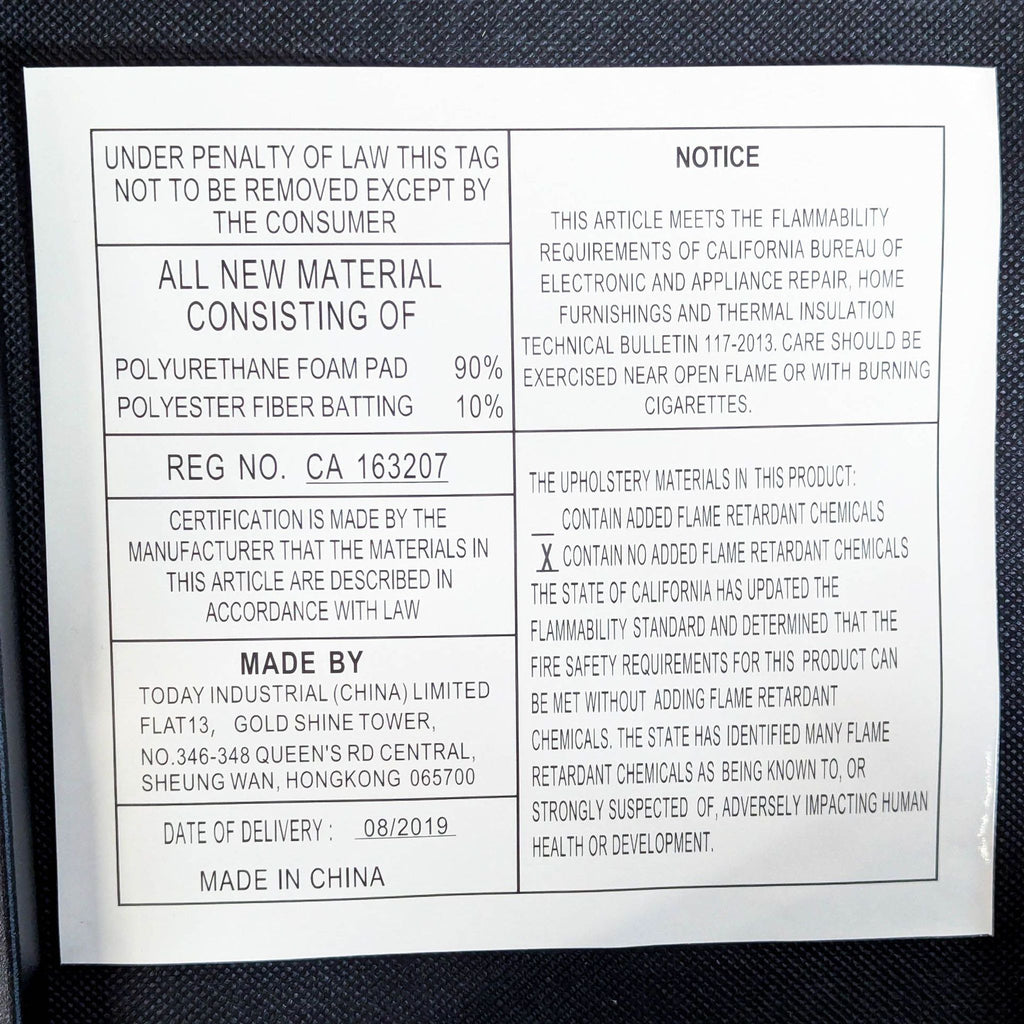 UNDER PENALTY OF LAW THIS TAG
NOT TO BE REMOVED EXCEPT BY
THE CONSUMER
ALL NEW MATERIAL
CONSISTING OF
POLYURETHANE FOAM PAD 90%
POLYESTER FIBER BATTING 10%
REG NO. CA 163207
CERTIFICATION IS MADE BY THE
MANUFACTURER THAT THE MATERIALS IN
THIS ARTICLE ARE DESCRIBED IN
ACCORDANCE WITH LAW
MADE BY
TODAY INDUSTRIAL (CHINA) LIMITED
FLAT13, GOLD SHINE TOWER,
NO.346-348 QUEEN'S RD CENTRAL,
SHEUNG WAN, HONGKONG 065700
DATE OF DELIVERY : 08/2019
MADE IN CHINA
NOTICE
THIS ARTICLE MEETS THE FLAMMABILITY
REQUIREMENTS OF CALIFORNIA BUREAU OF
ELECTRONIC AND APPLIANCE REPAIR, HOME
FURNISHINGS AND THERMAL INSULATION
TECHNICAL BULLETIN 117-2013. CARE SHOULD BE
EXERCISED NEAR OPEN FLAME OR WITH BURNING
CIGARETTES.
THE UPHOLSTERY MATERIALS IN THIS PRODUCT:
__ CONTAIN ADDED FLAME RETARDANT CHEMICALS
X CONTAIN NO ADDED FLAME RETARDANT CHEMICALS
THE STATE OF CALIFORNIA HAS UPDATED THE
FLAMMABILITY STANDARD AND DETERMINED THAT THE
FIRE SAFETY REQUIREMENTS FOR THIS PRODUCT CAN
BE MET WITHOUT ADDING FLAME RETARDANT
CHEMICALS. THE STATE HAS IDENTIFIED MANY FLAME
RETARDANT CHEMICALS AS BEING KNOWN TO, OR
STRONGLY SUSPECTED OF, ADVERSELY IMPACTING HUMAN
HEALTH OR DEVELOPMENT.